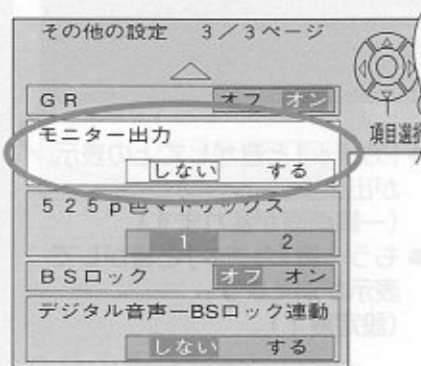 その他の設定 3/3ページ
GR オフ オン
モニター出力
しない する
525p色マトリックス
1 2
BSロック オフ オン
デジタル音声ーBSロック連動
しない する
項目選択